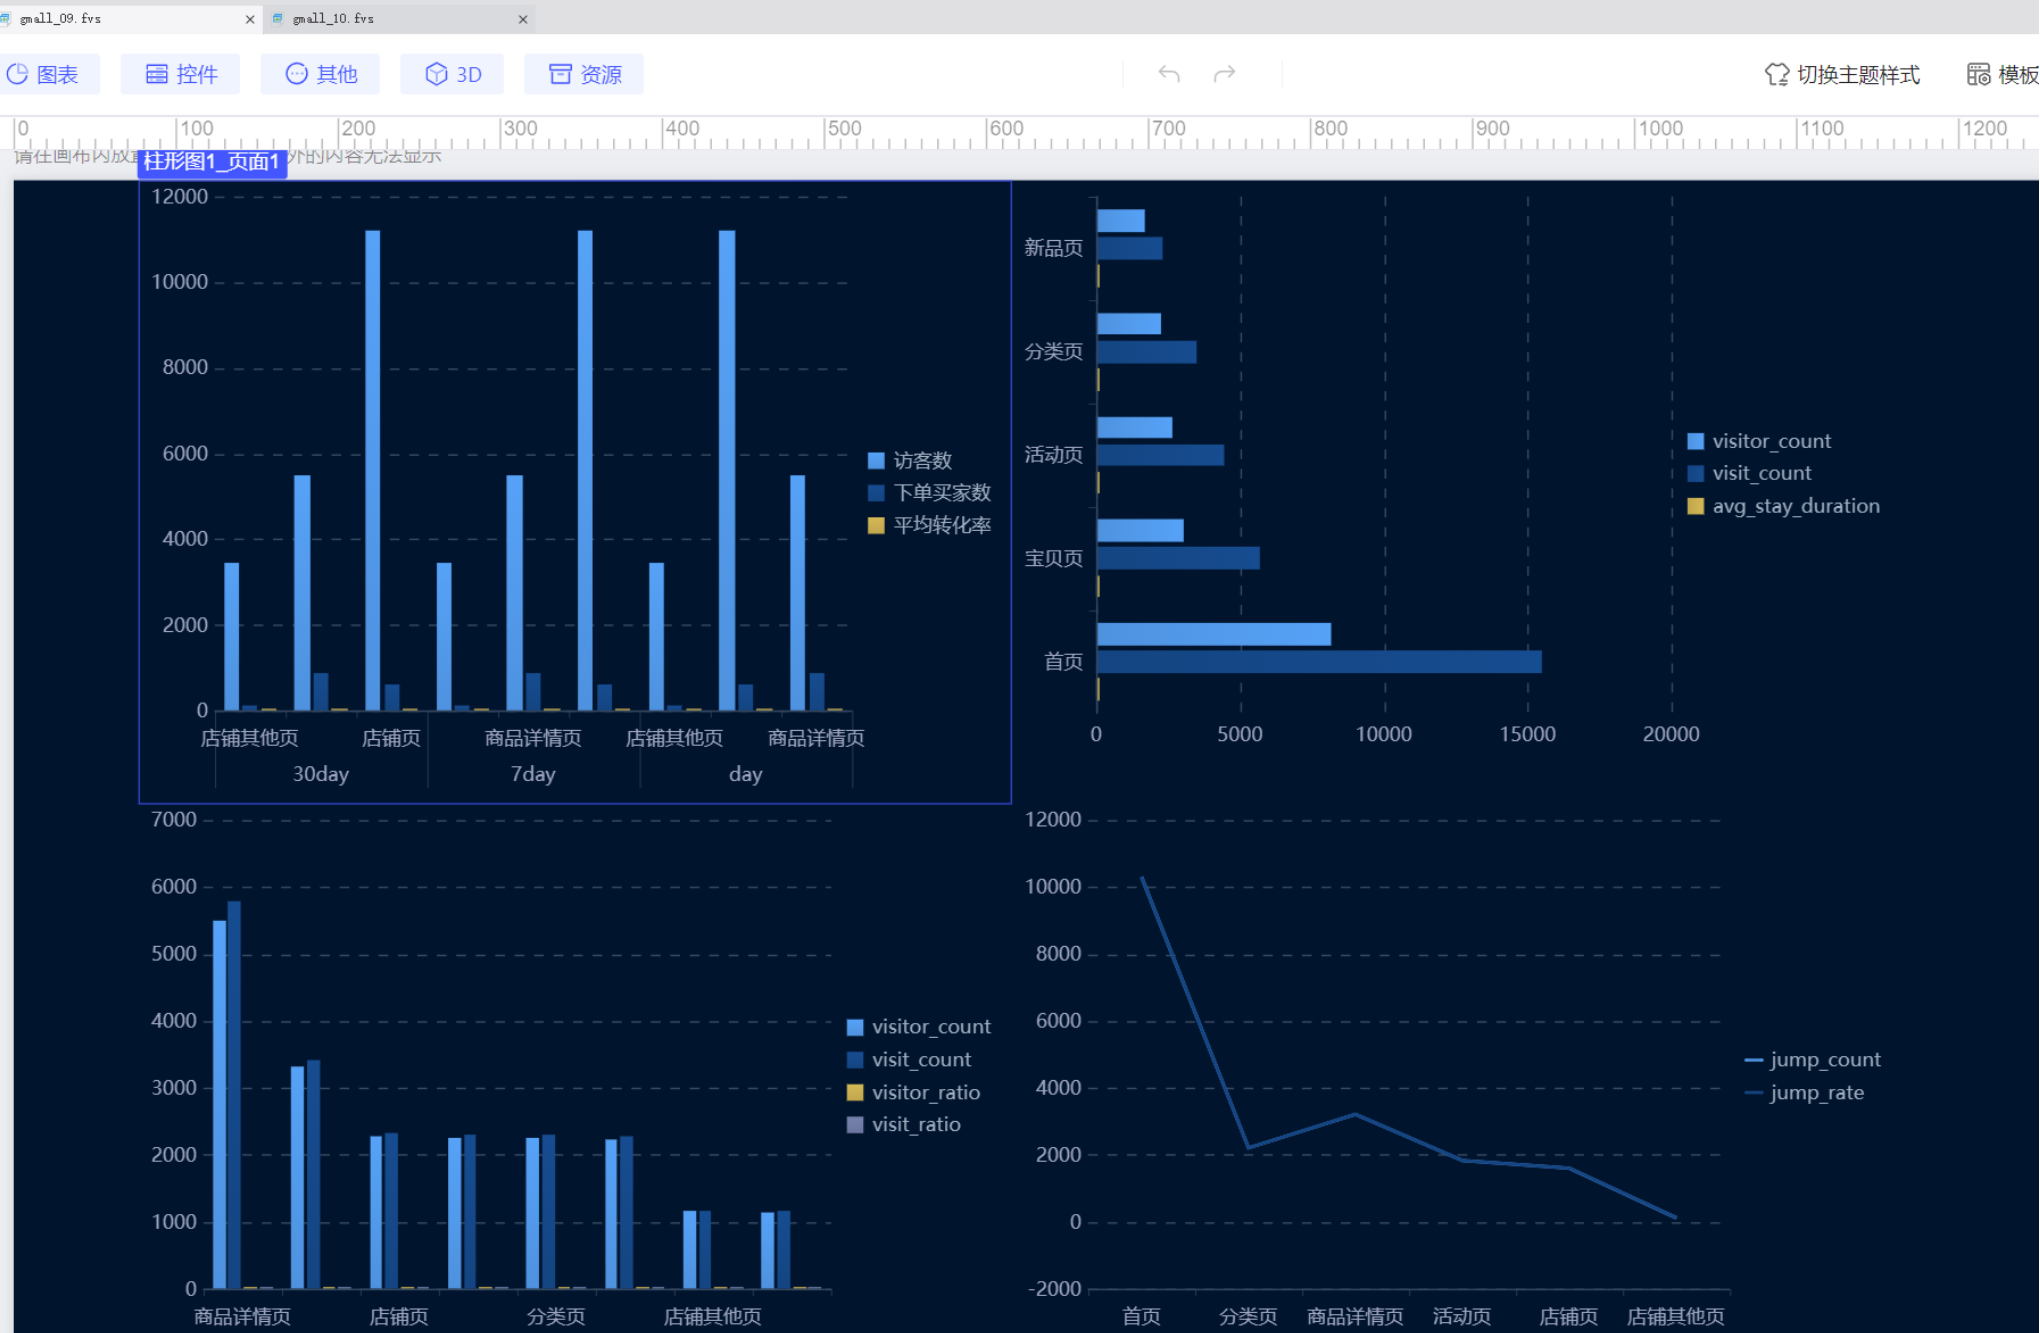 gmall_09.fvs
gmall_10.fvs
图表
控件
其他
3D
资源
切换主题样式
模板
0 100 200 300 400 500 600 700 800 900 1000 1100 1200
请在画布内放 外的内容无法显示
柱形图1_页面1
12000
10000
8000
6000
4000
2000
0
店铺其他页 店铺页 商品详情页 店铺其他页 商品详情页
30day 7day day
访客数
下单买家数
平均转化率
新品页
分类页
活动页
宝贝页
首页
0 5000 10000 15000 20000
visitor_count
visit_count
avg_stay_duration
7000
6000
5000
4000
3000
2000
1000
0
商品详情页 店铺页 分类页 店铺其他页
visitor_count
visit_count
visitor_ratio
visit_ratio
12000
10000
8000
6000
4000
2000
0
-2000
首页 分类页 商品详情页 活动页 店铺页 店铺其他页
jump_count
jump_rate